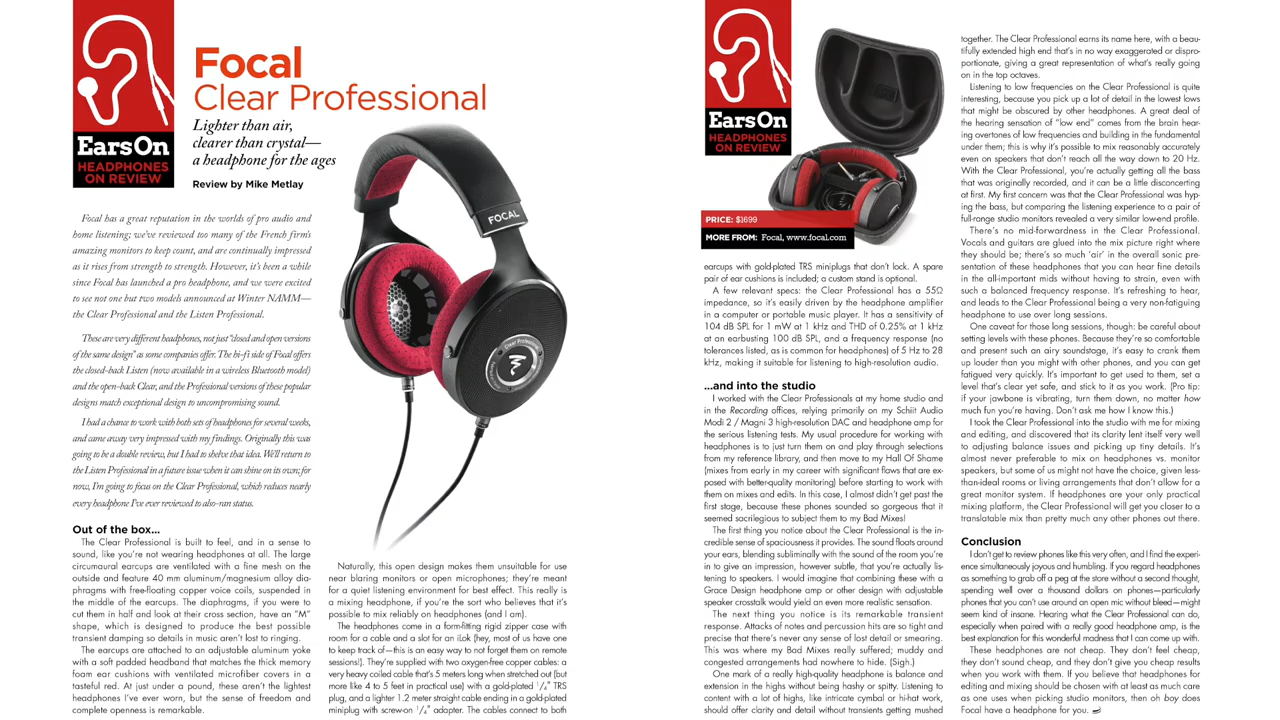 EarsOn
HEADPHONES
ON REVIEW
Focal
Clear Professional
Lighter than air,
clearer than crystal—
a headphone for the ages
Review by Mike Metlay
Focal has a great reputation in the worlds of pro audio and
home listening; we've reviewed too many of the French firm's
amazing monitors to keep count, and are continually impressed
as it rises from strength to strength. However, it's been a while
since Focal has launched a pro headphone, and we were excited
to see not one but two models announced at Winter NAMM—
the Clear Professional and the Listen Professional.
These are very different headphones, not just "closed and open versions
of the same design" as some companies offer. The hi-fi side of Focal offers
the closed-back Listen (now available in a wireless Bluetooth model)
and the open-back Clear, and the Professional versions of these popular
designs match exceptional design to uncompromising sound.
I had a chance to work with both sets of headphones for several weeks,
and came away very impressed with my findings. Originally this was
going to be a double review, but I had to shelve that idea. We'll return to
the Listen Professional in a future issue when it can shine on its own; for
now, I'm going to focus on the Clear Professional, which reduces nearly
every headphone I've ever reviewed to also-ran status.
Out of the box...
The Clear Professional is built to feel, and in a sense to
sound, like you're not wearing headphones at all. The large
circumaural earcups are ventilated with a fine mesh on the
outside and feature 40 mm aluminum/magnesium alloy dia-
phragms with free-floating copper voice coils, suspended in
the middle of the earcups. The diaphragms, if you were to
cut them in half and look at their cross section, have an "M"
shape, which is designed to produce the best possible
transient damping so details in music aren't lost to ringing.
The earcups are attached to an adjustable aluminum yoke
with a soft padded headband that matches the thick memory
foam ear cushions with ventilated microfiber covers in a
tasteful red. At just under a pound, these aren't the lightest
headphones I've ever worn, but the sense of freedom and
complete openness is remarkable.
FOCAL
Clear Professional
Naturally, this open design makes them unsuitable for use
near blaring monitors or open microphones; they're meant
for a quiet listening environment for best effect. This really is
a mixing headphone, if you're the sort who believes that it's
possible to mix reliably on headphones (and I am).
The headphones come in a form-fitting rigid zipper case with
room for a cable and a slot for an iLok (hey, most of us have one
to keep track of—this is an easy way to not forget them on remote
sessions!). They're supplied with two oxygen-free copper cables: a
very heavy coiled cable that's 5 meters long when stretched out (but
more like 4 to 5 feet in practical use) with a gold-plated 1/4" TRS
plug, and a lighter 1.2 meter straight cable ending in a gold-plated
miniplug with screw-on 1/4" adapter. The cables connect to both
EarsOn
HEADPHONES
ON REVIEW
PRICE: $1699
MORE FROM: Focal, www.focal.com
earcups with gold-plated TRS miniplugs that don't lock. A spare
pair of ear cushions is included; a custom stand is optional.
A few relevant specs: the Clear Professional has a 55Ω
impedance, so it's easily driven by the headphone amplifier
in a computer or portable music player. It has a sensitivity of
104 dB SPL for 1 mW at 1 kHz and THD of 0.25% at 1 kHz
at an earbusting 100 dB SPL, and a frequency response (no
tolerances listed, as is common for headphones) of 5 Hz to 28
kHz, making it suitable for listening to high-resolution audio.
...and into the studio
I worked with the Clear Professionals at my home studio and
in the Recording offices, relying primarily on my Schiit Audio
Modi 2 / Magni 3 high-resolution DAC and headphone amp for
the serious listening tests. My usual procedure for working with
headphones is to just turn them on and play through selections
from my reference library, and then move to my Hall Of Shame
(mixes from early in my career with significant flaws that are ex-
posed with better-quality monitoring) before starting to work with
them on mixes and edits. In this case, I almost didn't get past the
first stage, because these phones sounded so gorgeous that it
seemed sacrilegious to subject them to my Bad Mixes!
The first thing you notice about the Clear Professional is the in-
credible sense of spaciousness it provides. The sound floats around
your ears, blending subliminally with the sound of the room you're
in to give an impression, however subtle, that you're actually lis-
tening to speakers. I would imagine that combining these with a
Grace Design headphone amp or other design with adjustable
speaker crosstalk would yield an even more realistic sensation.
The next thing you notice is its remarkable transient
response. Attacks of notes and percussion hits are so tight and
precise that there's never any sense of lost detail or smearing.
This was where my Bad Mixes really suffered; muddy and
congested arrangements had nowhere to hide. (Sigh.)
One mark of a really high-quality headphone is balance and
extension in the highs without being hashy or spitty. Listening to
content with a lot of highs, like intricate cymbal or hi-hat work,
should offer clarity and detail without transients getting mushed
together. The Clear Professional earns its name here, with a beau-
tifully extended high end that's in no way exaggerated or dispro-
portionate, giving a great representation of what's really going
on in the top octaves.
Listening to low frequencies on the Clear Professional is quite
interesting, because you pick up a lot of detail in the lowest lows
that might be obscured by other headphones. A great deal of
the hearing sensation of "low end" comes from the brain hear-
ing overtones of low frequencies and building in the fundamental
under them; this is why it's possible to mix reasonably accurately
even on speakers that don't reach all the way down to 20 Hz.
With the Clear Professional, you're actually getting all the bass
that was originally recorded, and it can be a little disconcerting
at first. My first concern was that the Clear Professional was hyp-
ing the bass, but comparing the listening experience to a pair of
full-range studio monitors revealed a very similar low-end profile.
There's no mid-forwardness in the Clear Professional.
Vocals and guitars are glued into the mix picture right where
they should be; there's so much 'air' in the overall sonic pre-
sentation of these headphones that you can hear fine details
in the all-important mids without having to strain, even with
such a balanced frequency response. It's refreshing to hear,
and leads to the Clear Professional being a very non-fatiguing
headphone to use over long sessions.
One caveat for those long sessions, though: be careful about
setting levels with these phones. Because they're so comfortable
and present such an airy soundstage, it's easy to crank them
up louder than you might with other phones, and you can get
fatigued very quickly. It's important to get used to them, set a
level that's clear yet safe, and stick to it as you work. (Pro tip:
if your jawbone is vibrating, turn them down, no matter how
much fun you're having. Don't ask me how I know this.)
I took the Clear Professional into the studio with me for mixing
and editing, and discovered that its clarity lent itself very well
to adjusting balance issues and picking up tiny details. It's
almost never preferable to mix on headphones vs. monitor
speakers, but some of us might not have the choice, given less-
than-ideal rooms or living arrangements that don't allow for a
great monitor system. If headphones are your only practical
mixing platform, the Clear Professional will get you closer to a
translatable mix than pretty much any other phones out there.
Conclusion
I don't get to review phones like this very often, and I find the experi-
ence simultaneously joyous and humbling. If you regard headphones
as something to grab off a peg at the store without a second thought,
spending well over a thousand dollars on phones—particularly
phones that you can't use around an open mic without bleed—might
seem kind of insane. Hearing what the Clear Professional can do,
especially when paired with a really good headphone amp, is the
best explanation for this wonderful madness that I can come up with.
These headphones are not cheap. They don't feel cheap,
they don't sound cheap, and they don't give you cheap results
when you work with them. If you believe that headphones for
editing and mixing should be chosen with at least as much care
as one uses when picking studio monitors, then oh boy does
Focal have a headphone for you.